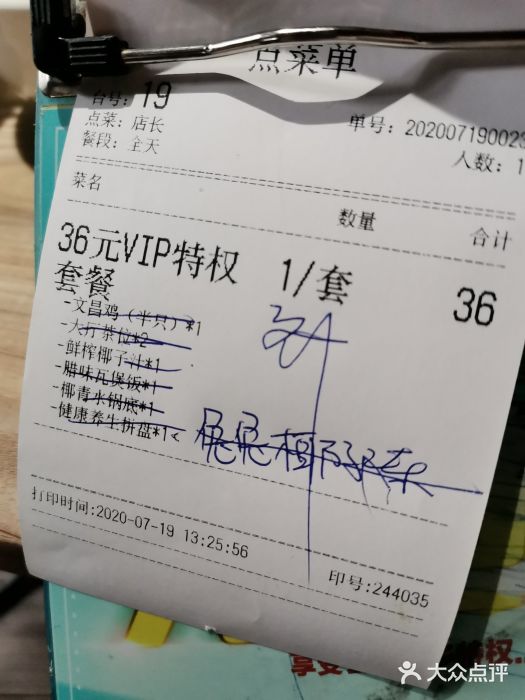 点菜单
台号: 19
点菜: 店长
单号: 2020071900
餐段: 全天
人数: 1
菜名 数量 合计
36元VIP特权 1/套 36
套餐
-文昌鸡(半只)*1
-大灯茶位*2
-鲜榨椰子汁*1
-腊味瓦煲饭*1
-椰青水锅底*1
-健康养生拼盘*1<
打印时间:2020-07-19 13:25:56
印号:244035
大众点评